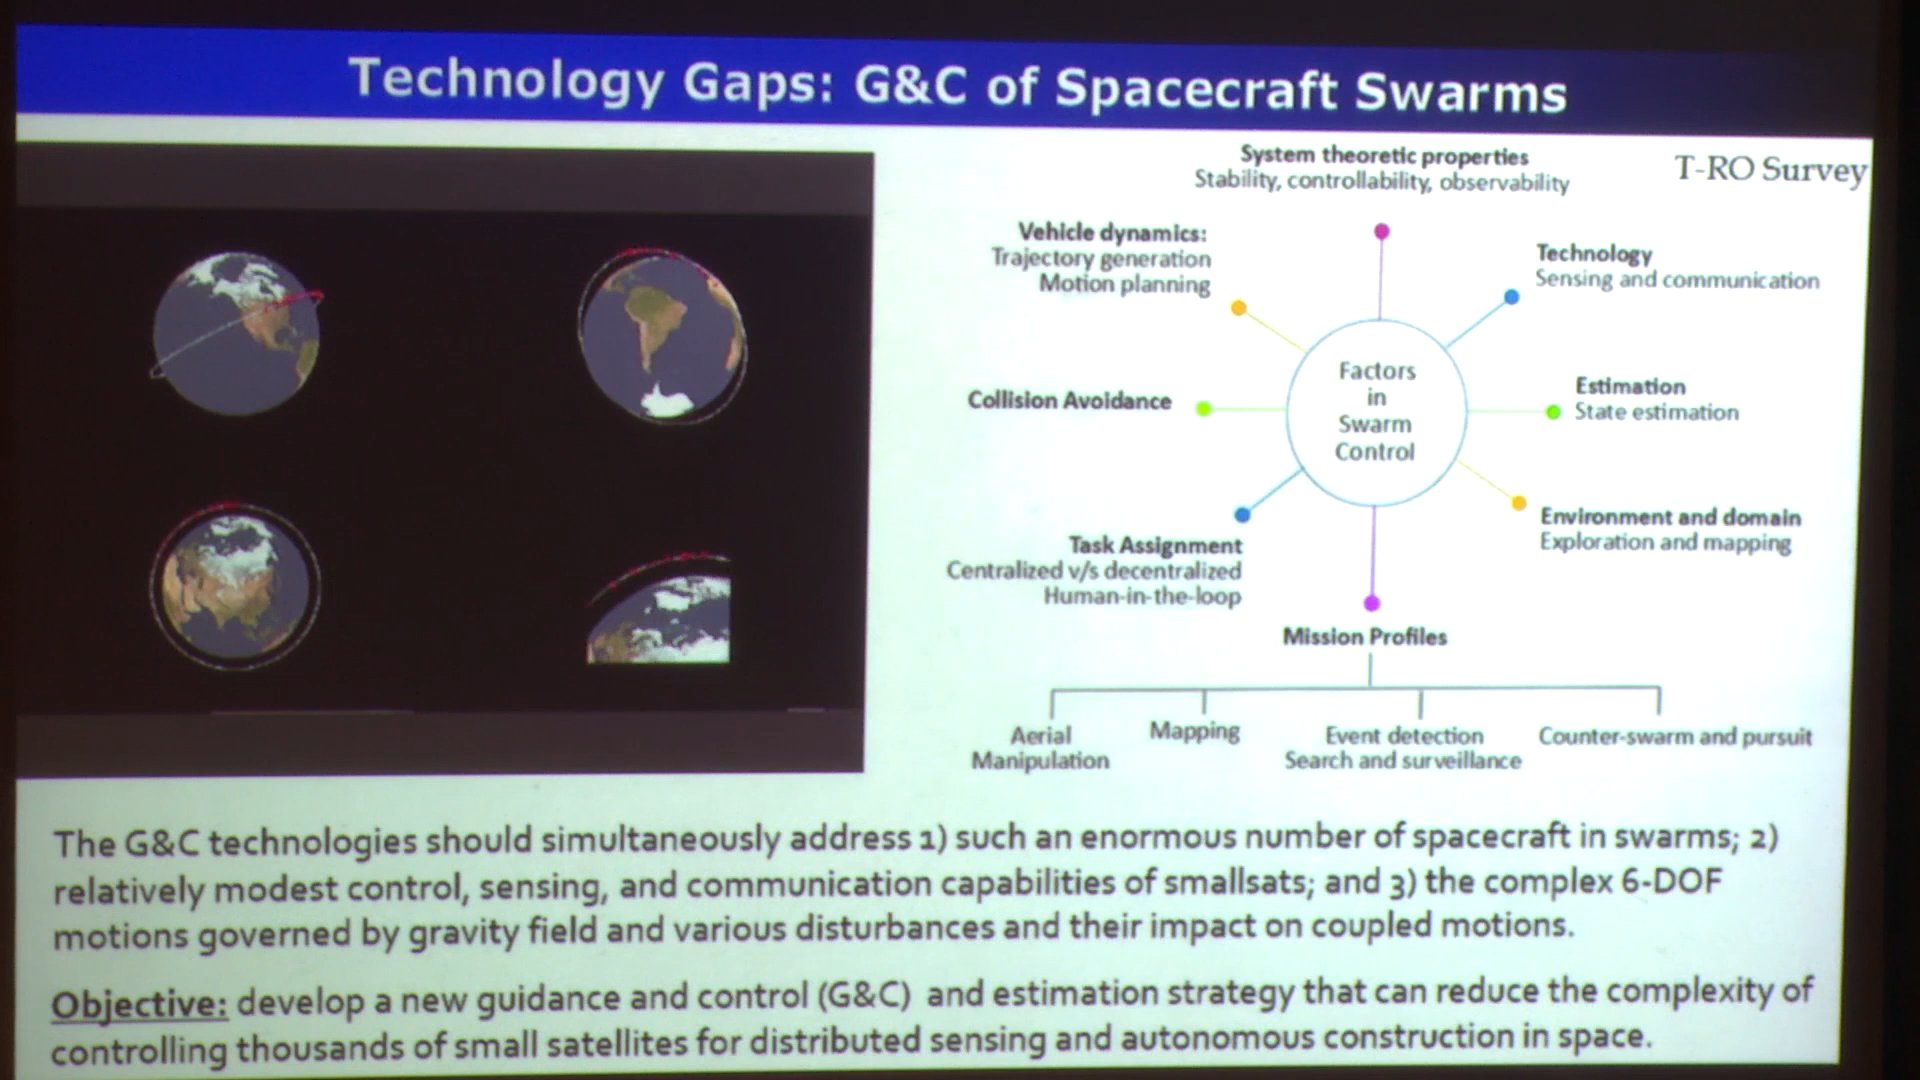 Technology Gaps: G&C of Spacecraft Swarms
T-RO Survey
System theoretic properties
Stability, controllability, observability
Vehicle dynamics:
Trajectory generation
Motion planning
Technology
Sensing and communication
Collision Avoidance
Factors
in
Swarm
Control
Estimation
State estimation
Task Assignment
Centralized v/s decentralized
Human-in-the-loop
Environment and domain
Exploration and mapping
Mission Profiles
Aerial
Manipulation
Mapping
Event detection
Search and surveillance
Counter-swarm and pursuit
The G&C technologies should simultaneously address 1) such an enormous number of spacecraft in swarms; 2)
relatively modest control, sensing, and communication capabilities of smallsats; and 3) the complex 6-DOF
motions governed by gravity field and various disturbances and their impact on coupled motions.
Objective: develop a new guidance and control (G&C) and estimation strategy that can reduce the complexity of
controlling thousands of small satellites for distributed sensing and autonomous construction in space.